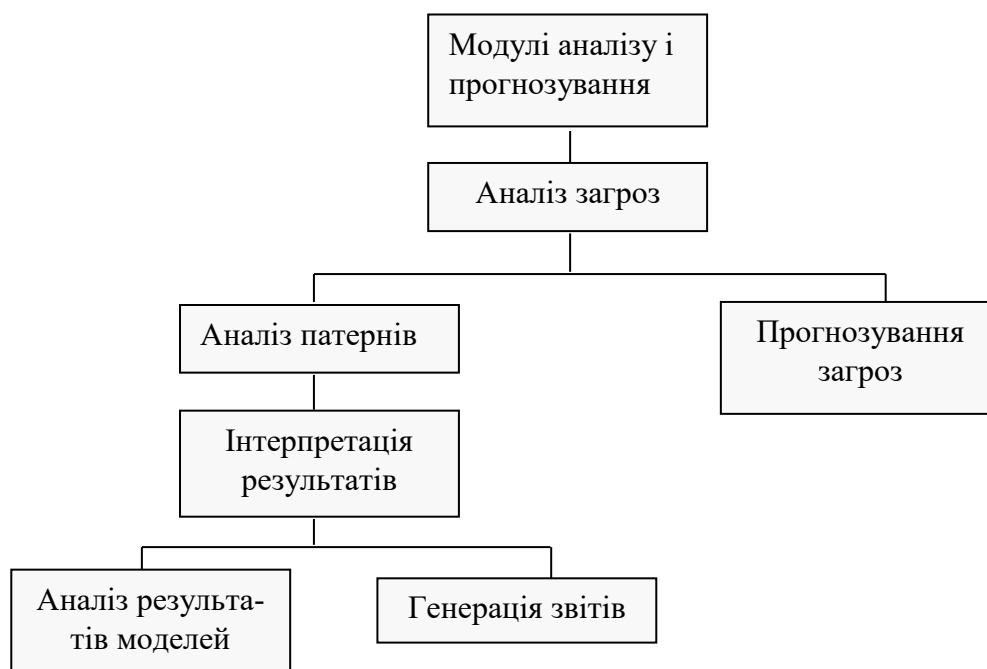 Модулі аналізу і
прогнозування
Аналіз загроз
Аналіз патернів
Прогнозування
загроз
Інтерпретація
результатів
Аналіз результа-
тів моделей
Генерація звітів